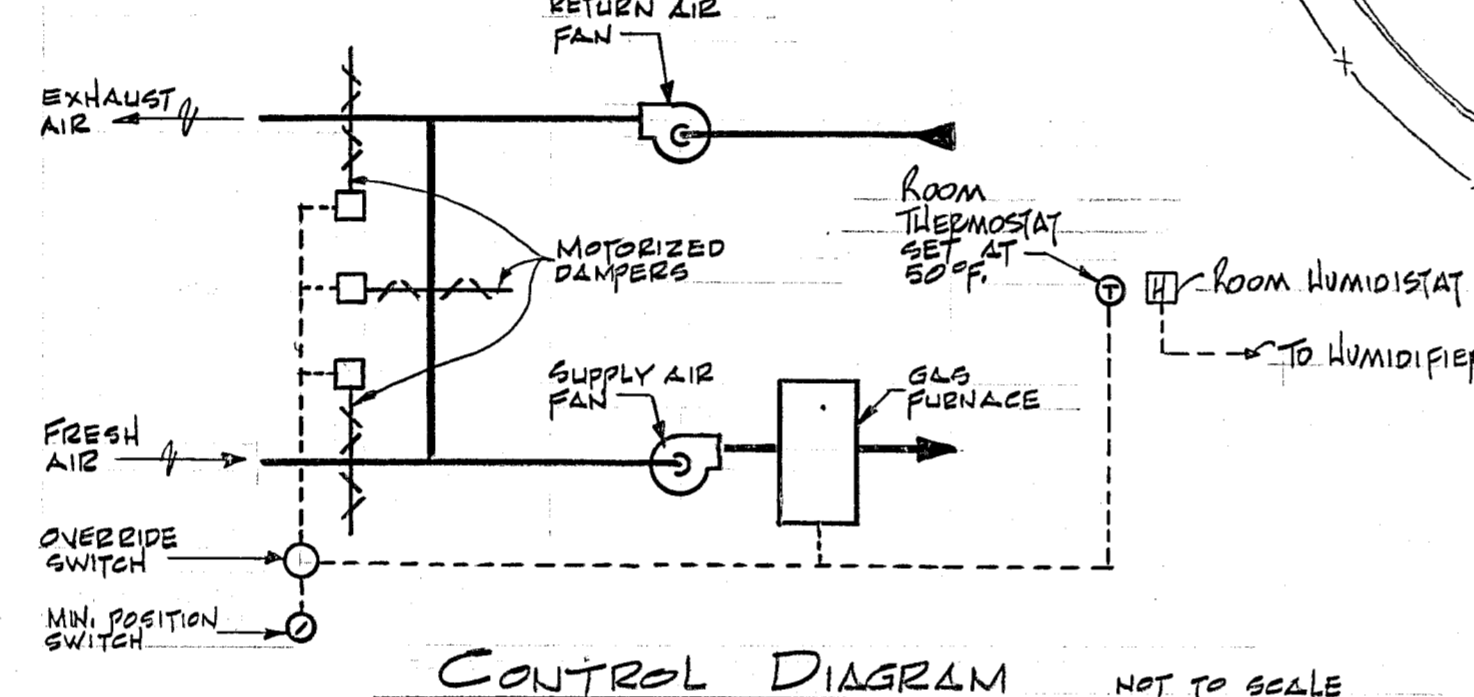 RETURN AIR
FAN
EXHAUST
AIR
ROOM
THERMOSTAT
SET AT
50°F.
T
H
ROOM HUMIDISTAT
MOTORIZED
DAMPERS
TO HUMIDIFIER
SUPPLY AIR
FAN
GAS
FURNACE
FRESH
AIR
OVERRIDE
SWITCH
MIN. POSITION
SWITCH
CONTROL DIAGRAM
NOT TO SCALE